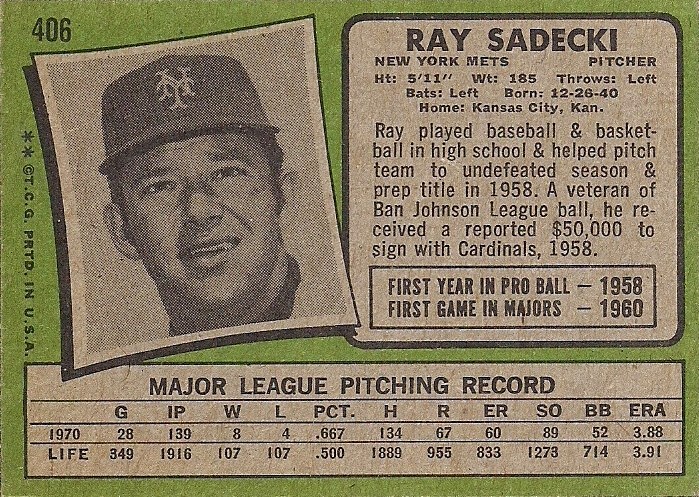 406
RAY SADECKI
NEW YORK METS PITCHER
Ht: 5'11" Wt: 185 Throws: Left
Bats: Left Born: 12-26-40
Home: Kansas City, Kan.
Ray played baseball & basket-
ball in high school & helped pitch
team to undefeated season &
prep title in 1958. A veteran of
Ban Johnson League ball, he re-
ceived a reported $50,000 to
sign with Cardinals, 1958.
FIRST YEAR IN PRO BALL — 1958
FIRST GAME IN MAJORS — 1960
NY
**©T.C.G. PRTD. IN U.S.A.
MAJOR LEAGUE PITCHING RECORD
G IP W L PCT. H R ER SO BB ERA
1970 28 139 8 4 .667 134 67 60 89 52 3.88
LIFE 349 1916 107 107 .500 1889 955 833 1273 714 3.91